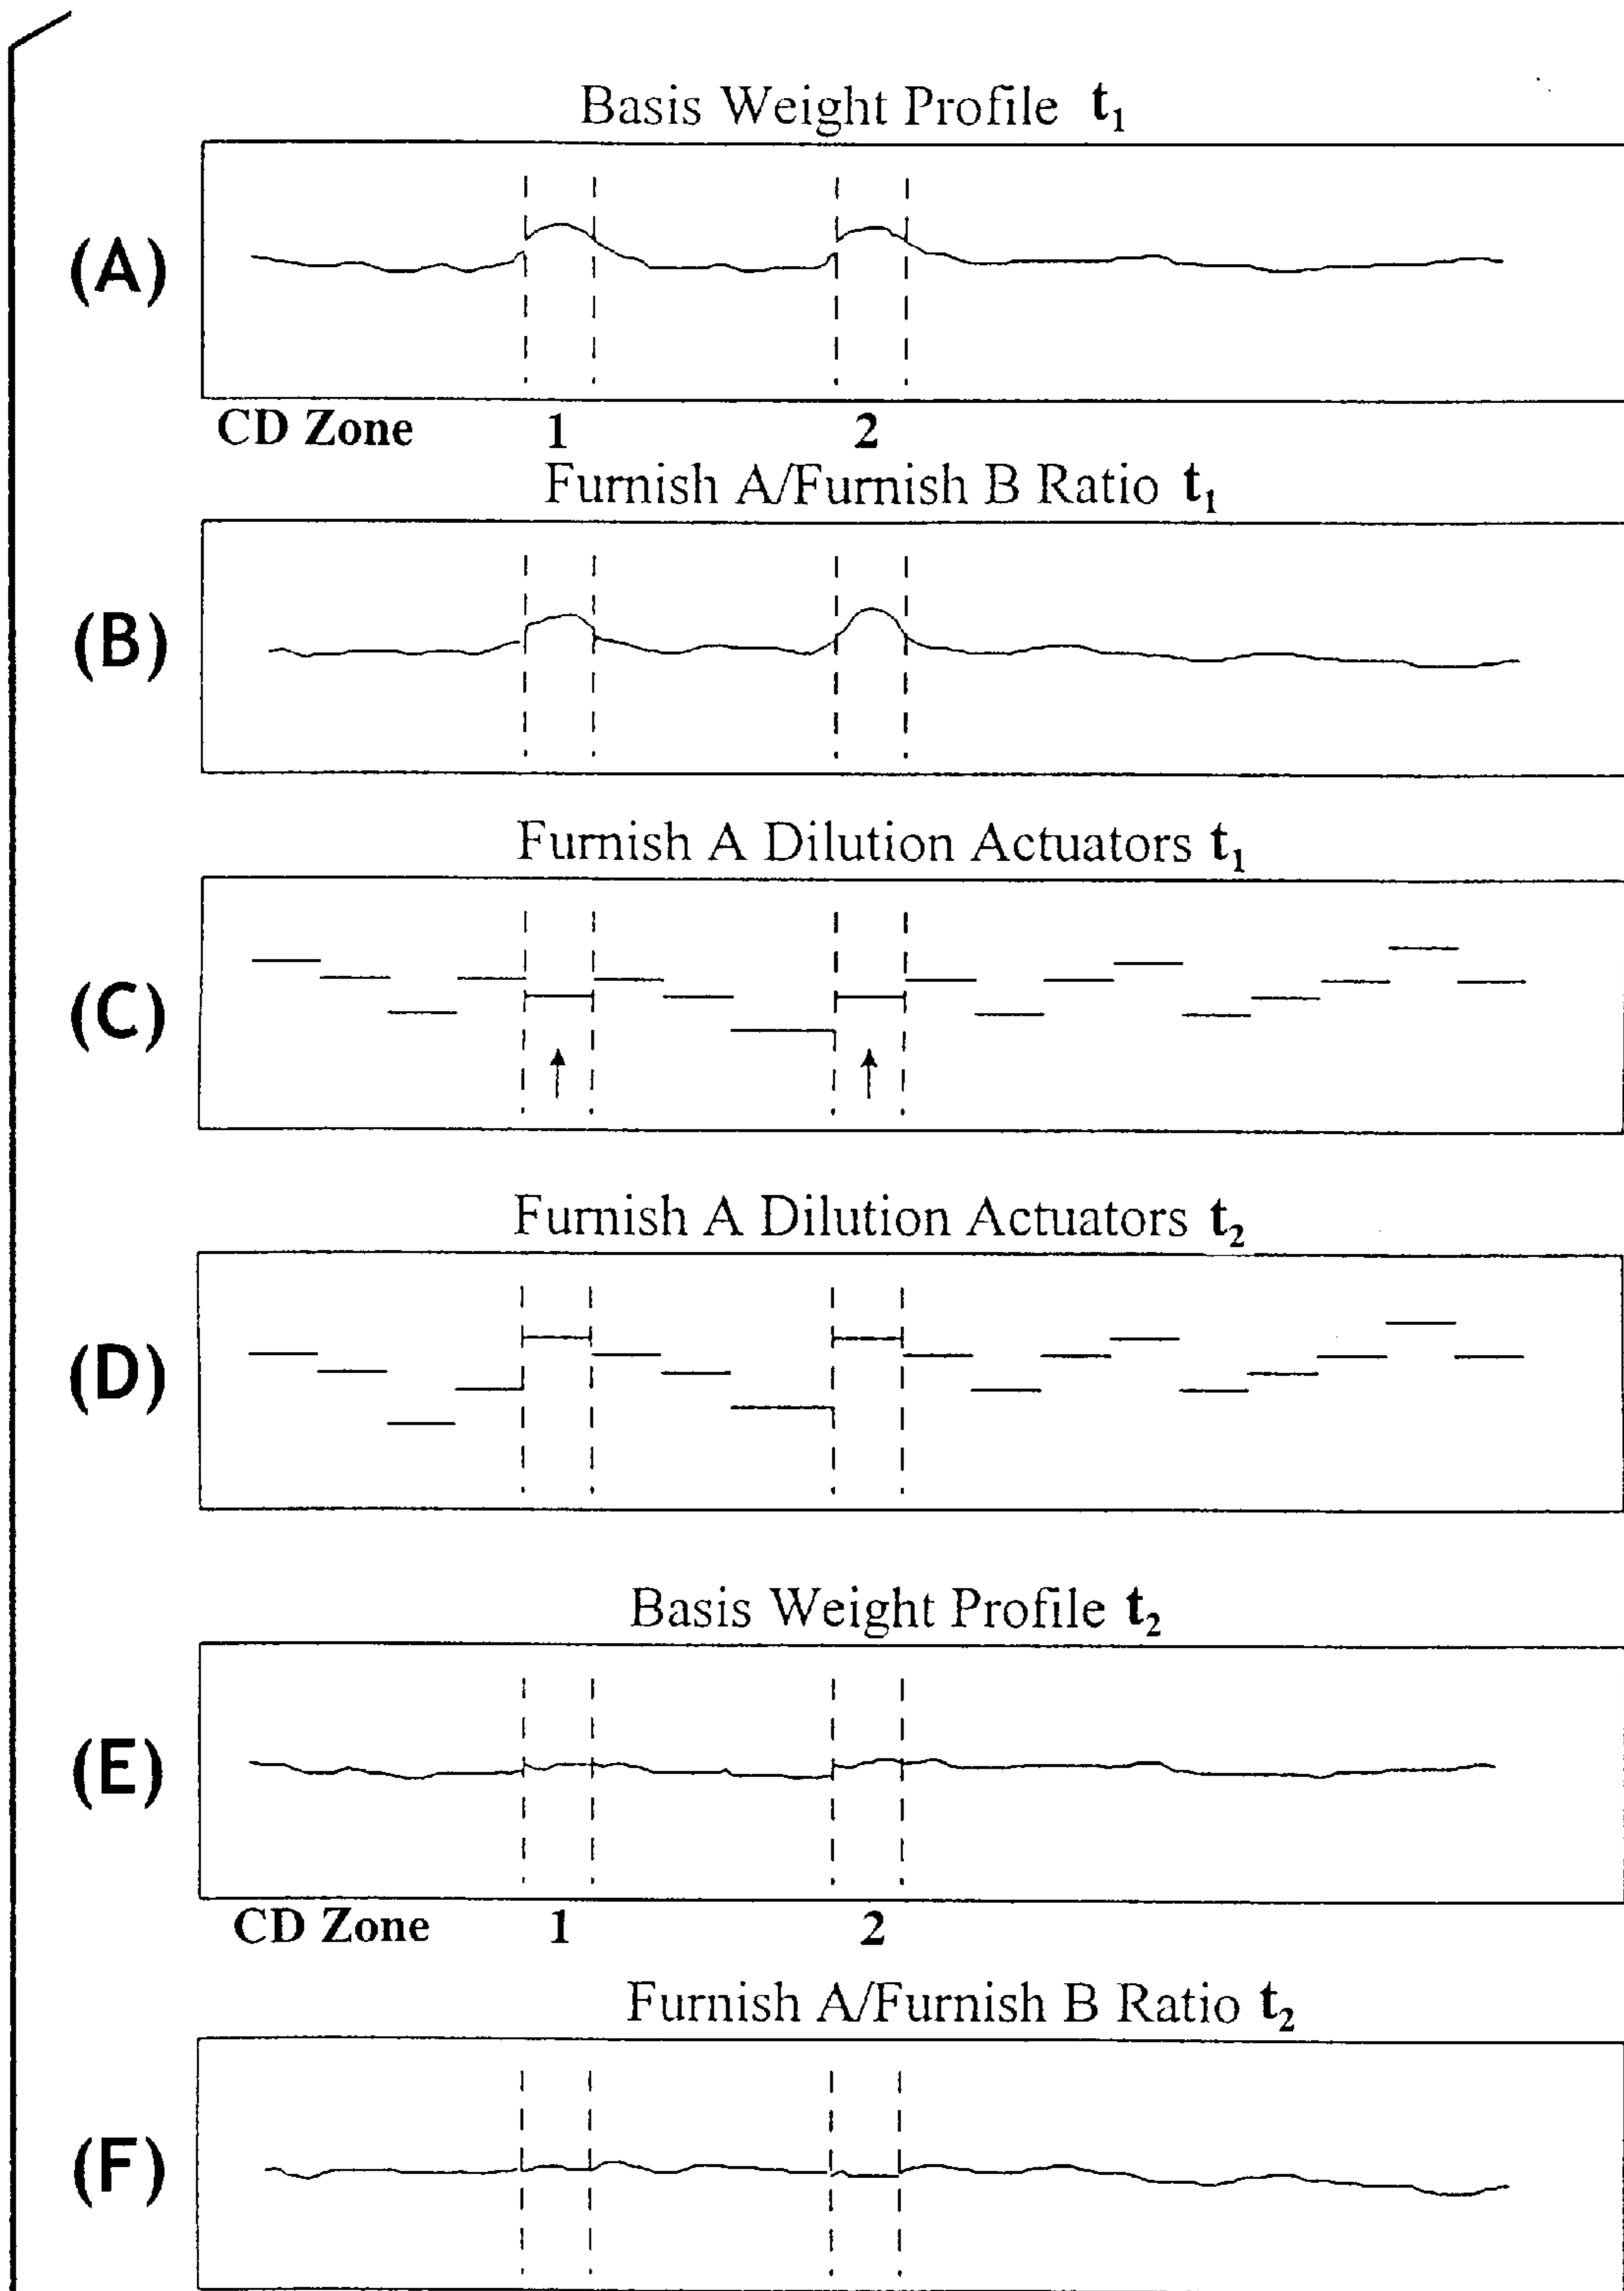 Basis Weight Profile t₁
(A)
CD Zone 1 2
Furnish A/Furnish B Ratio t₁
(B)
Furnish A Dilution Actuators t₁
(C)
Furnish A Dilution Actuators t₂
(D)
Basis Weight Profile t₂
(E)
CD Zone 1 2
Furnish A/Furnish B Ratio t₂
(F)